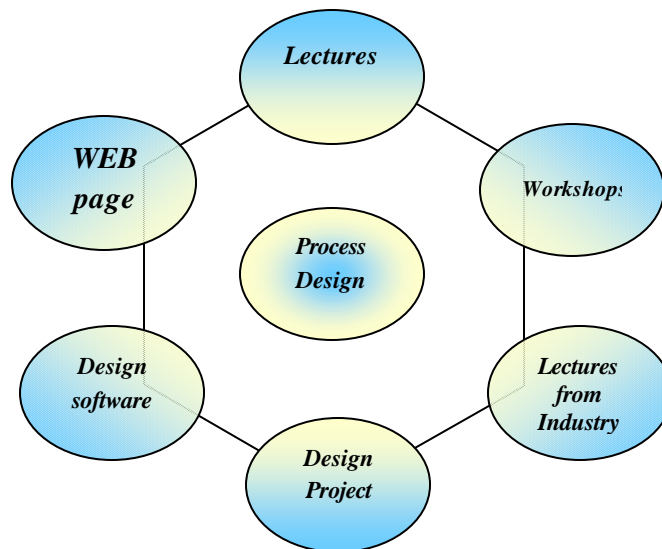 Lectures
WEB
page
Workshops
Process
Design
Design
software
Lectures
from
Industry
Design
Project